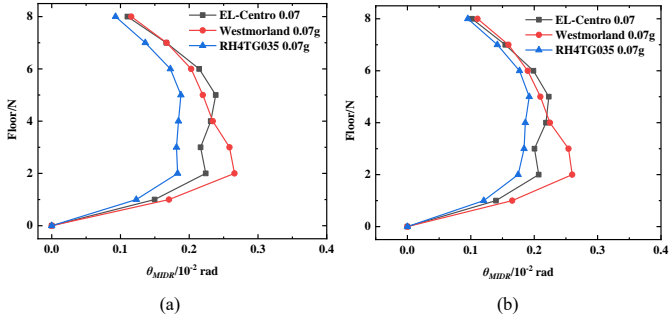 (a)
EL-Centro 0.07
Westmorland 0.07g
RH4TG035 0.07g
Floor/N
8
6
4
2
0
0.0 0.1 0.2 0.3 0.4
θMIDR/10-2 rad
(a)
(b)
EL-Centro 0.07
Westmorland 0.07g
RH4TG035 0.07g
Floor/N
8
6
4
2
0
0.0 0.1 0.2 0.3 0.4
θMIDR/10-2 rad
(b)